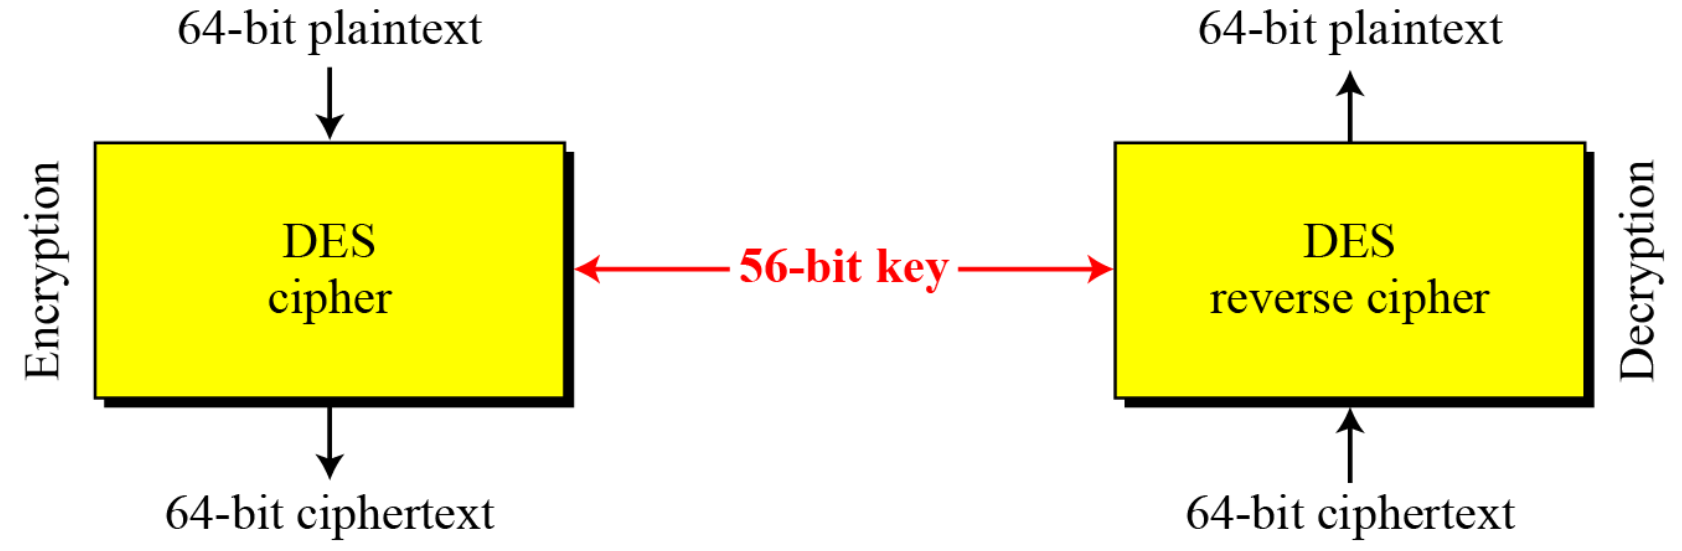 64-bit plaintext
64-bit plaintext
Encryption
DES
cipher
56-bit key
DES
reverse cipher
Decryption
64-bit ciphertext
64-bit ciphertext